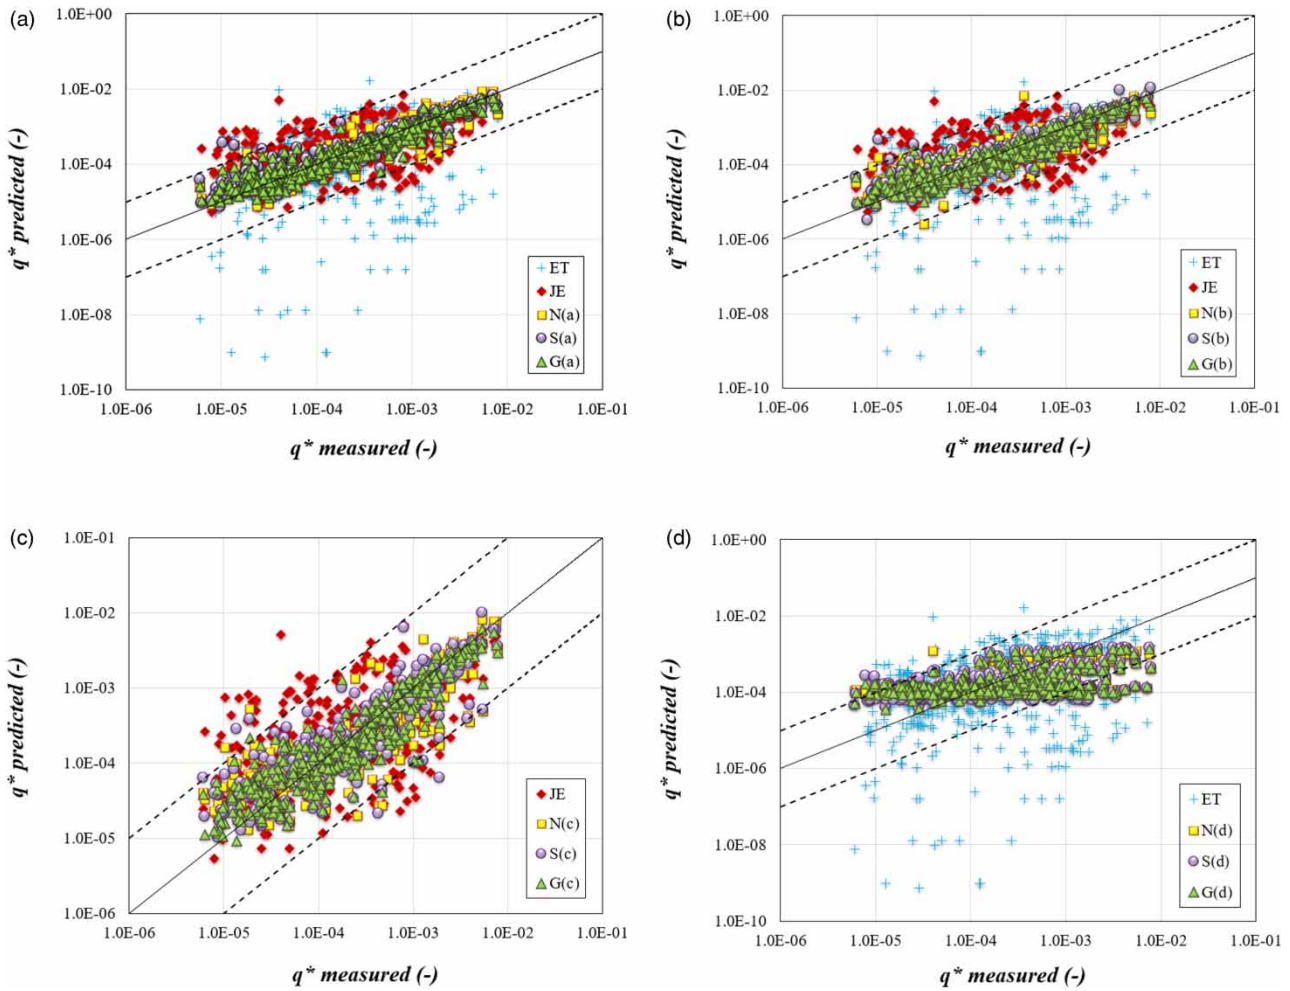 (a)
1.0E+00
1.0E-02
1.0E-04
1.0E-06
1.0E-08
1.0E-10
q* predicted (-)
ET
JE
N(a)
S(a)
G(a)
1.0E-06 1.0E-05 1.0E-04 1.0E-03 1.0E-02 1.0E-01
q* measured (-)
(b)
1.0E+00
1.0E-02
1.0E-04
1.0E-06
1.0E-08
1.0E-10
q* predicted (-)
ET
JE
N(b)
S(b)
G(b)
1.0E-06 1.0E-05 1.0E-04 1.0E-03 1.0E-02 1.0E-01
q* measured (-)
(c)
1.0E-01
1.0E-02
1.0E-03
1.0E-04
1.0E-05
1.0E-06
q* predicted (-)
JE
N(c)
S(c)
G(c)
1.0E-06 1.0E-05 1.0E-04 1.0E-03 1.0E-02 1.0E-01
q* measured (-)
(d)
1.0E+00
1.0E-02
1.0E-04
1.0E-06
1.0E-08
1.0E-10
q* predicted (-)
ET
N(d)
S(d)
G(d)
1.0E-06 1.0E-05 1.0E-04 1.0E-03 1.0E-02 1.0E-01
q* measured (-)